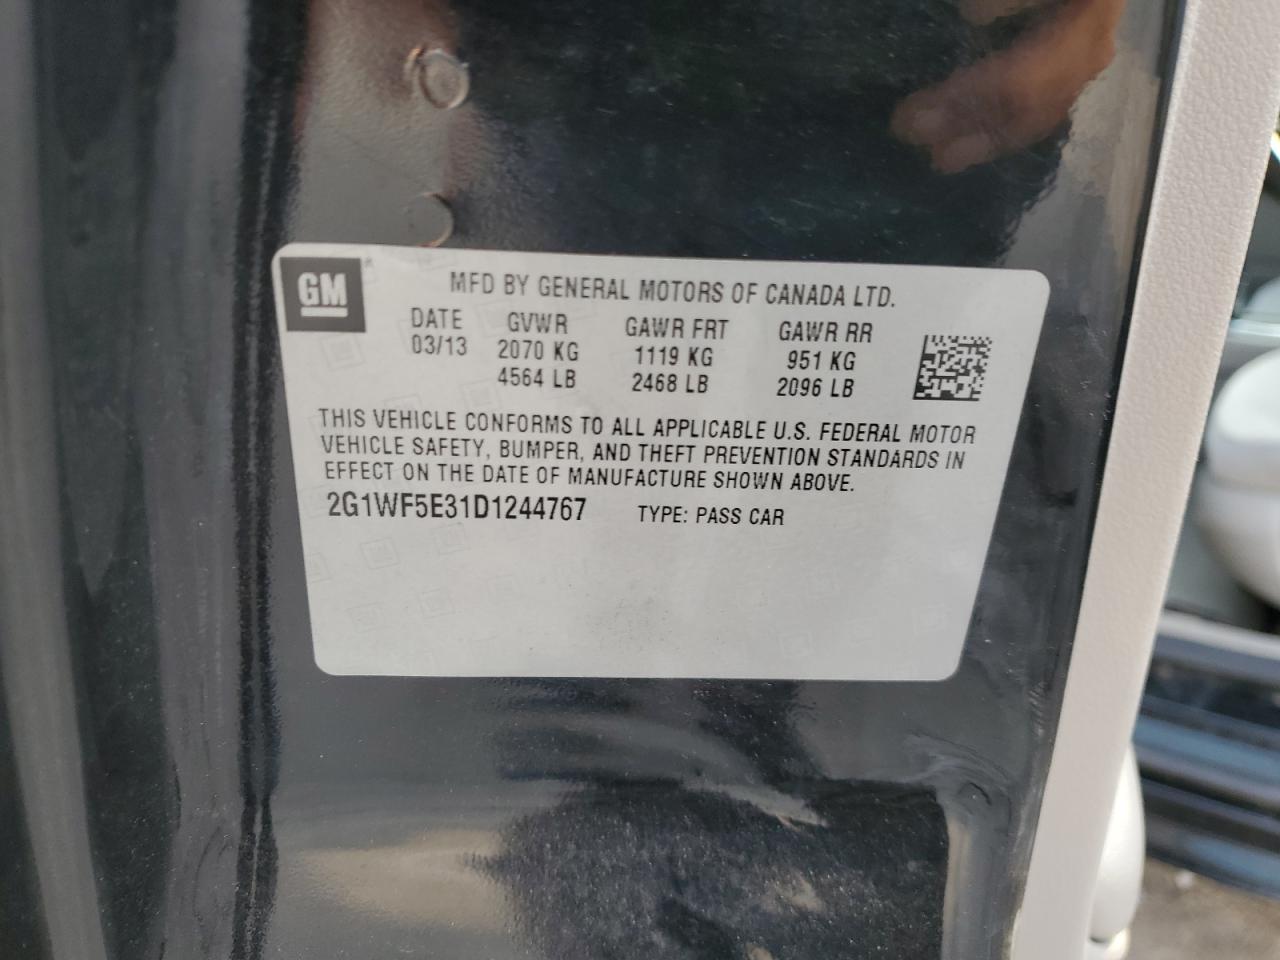 GM
MFD BY GENERAL MOTORS OF CANADA LTD.
DATE GVWR GAWR FRT GAWR RR
03/13 2070 KG 1119 KG 951 KG
4564 LB 2468 LB 2096 LB
THIS VEHICLE CONFORMS TO ALL APPLICABLE U.S. FEDERAL MOTOR
VEHICLE SAFETY, BUMPER, AND THEFT PREVENTION STANDARDS IN
EFFECT ON THE DATE OF MANUFACTURE SHOWN ABOVE.
2G1WF5E31D1244767 TYPE: PASS CAR